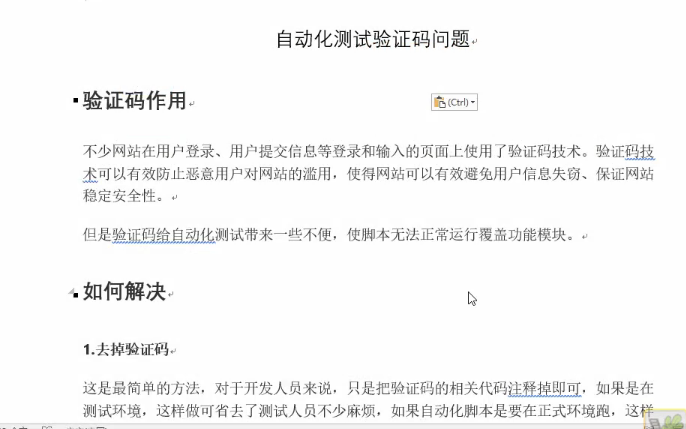 自动化测试验证码问题
验证码作用
(Ctrl)
不少网站在用户登录、用户提交信息等登录和输入的页面上使用了验证码技术。验证码技
术可以有效防止恶意用户对网站的滥用，使得网站可以有效避免用户信息失窃、保证网站
稳定安全性。
但是验证码给自动化测试带来一些不便，使脚本无法正常运行覆盖功能模块。
如何解决
1.去掉验证码
这是最简单的方法，对于开发人员来说，只是把验证码的相关代码注释掉即可，如果是在
测试环境，这样做可省去了测试人员不少麻烦，如果自动化脚本是要在正式环境跑，这样